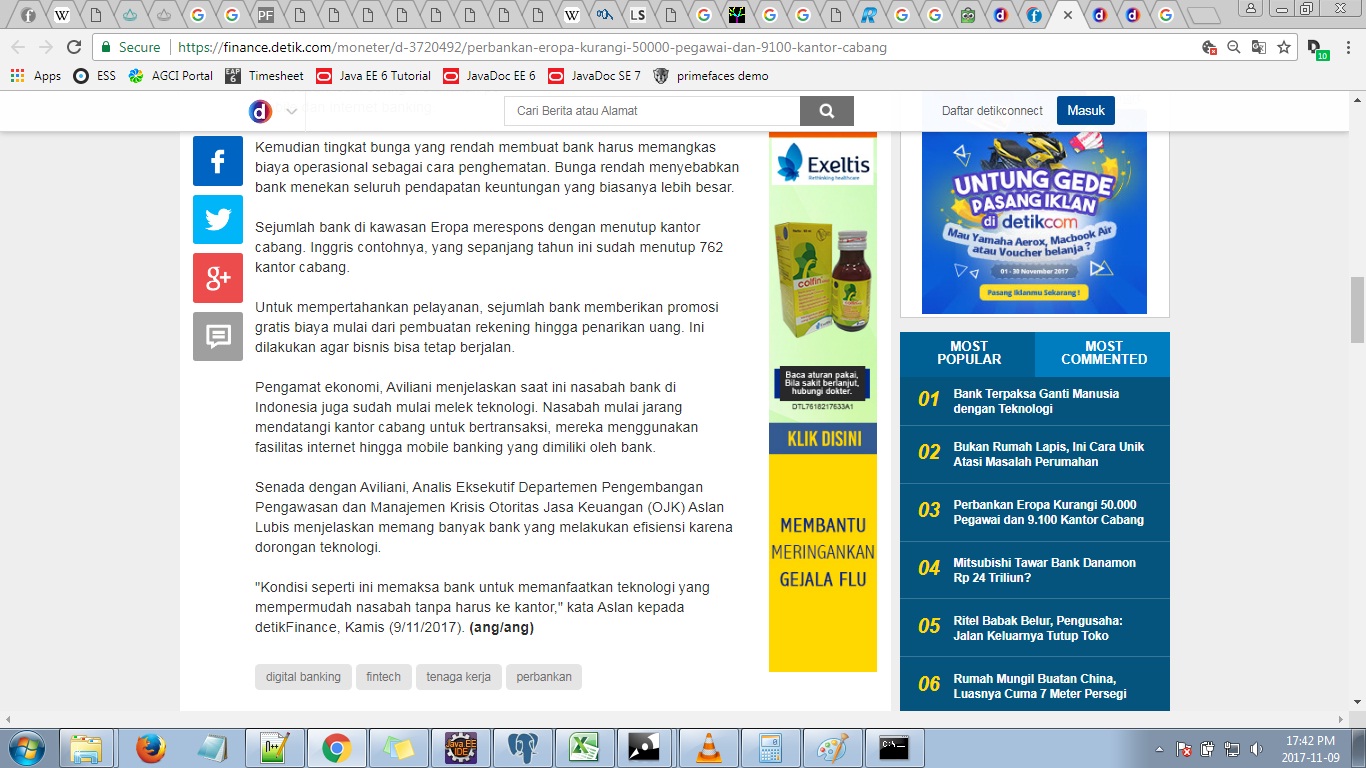 Secure
https://finance.detik.com/moneter/d-3720492/perbankan-eropa-kurangi-50000-pegawai-dan-9100-kantor-cabang
10
Apps
ESS
AGCI Portal
EAP 6
Timesheet
Java EE 6 Tutorial
JavaDoc EE 6
JavaDoc SE 7
primefaces demo
d
Cari Berita atau Alamat
Daftar detikconnect
Masuk
internet banking
Kemudian tingkat bunga yang rendah membuat bank harus memangkas
biaya operasional sebagai cara penghematan. Bunga rendah menyebabkan
bank menekan seluruh pendapatan keuntungan yang biasanya lebih besar.
Sejumlah bank di kawasan Eropa merespons dengan menutup kantor
cabang. Inggris contohnya, yang sepanjang tahun ini sudah menutup 762
kantor cabang.
Untuk mempertahankan pelayanan, sejumlah bank memberikan promosi
gratis biaya mulai dari pembuatan rekening hingga penarikan uang. Ini
dilakukan agar bisnis bisa tetap berjalan.
Pengamat ekonomi, Aviliani menjelaskan saat ini nasabah bank di
Indonesia juga sudah mulai melek teknologi. Nasabah mulai jarang
mendatangi kantor cabang untuk bertransaksi, mereka menggunakan
fasilitas internet hingga mobile banking yang dimiliki oleh bank.
Senada dengan Aviliani, Analis Eksekutif Departemen Pengembangan
Pengawasan dan Manajemen Krisis Otoritas Jasa Keuangan (OJK) Aslan
Lubis menjelaskan memang banyak bank yang melakukan efisiensi karena
dorongan teknologi.
"Kondisi seperti ini memaksa bank untuk memanfaatkan teknologi yang
mempermudah nasabah tanpa harus ke kantor," kata Aslan kepada
detikFinance, Kamis (9/11/2017). (ang/ang)
digital banking
fintech
tenaga kerja
perbankan
Exeltis
Rethinking healthcare
colfin
Baca aturan pakai,
Bila sakit berlanjut,
hubungi dokter.
DTL7618217633A1
KLIK DISINI
MEMBANTU
MERINGANKAN
GEJALA FLU
UNTUNG GEDE
PASANG IKLAN
di detikcom
Mau Yamaha Aerox, Macbook Air
atau Voucher belanja ?
01 - 30 November 2017
Pasang Iklanmu Sekarang !
MOST
POPULAR
MOST
COMMENTED
01
Bank Terpaksa Ganti Manusia
dengan Teknologi
02
Bukan Rumah Lapis, Ini Cara Unik
Atasi Masalah Perumahan
03
Perbankan Eropa Kurangi 50.000
Pegawai dan 9.100 Kantor Cabang
04
Mitsubishi Tawar Bank Danamon
Rp 24 Triliun?
05
Ritel Babak Belur, Pengusaha:
Jalan Keluarnya Tutup Toko
06
Rumah Mungil Buatan China,
Luasnya Cuma 7 Meter Persegi
Java EE
IDE
17:42 PM
2017-11-09